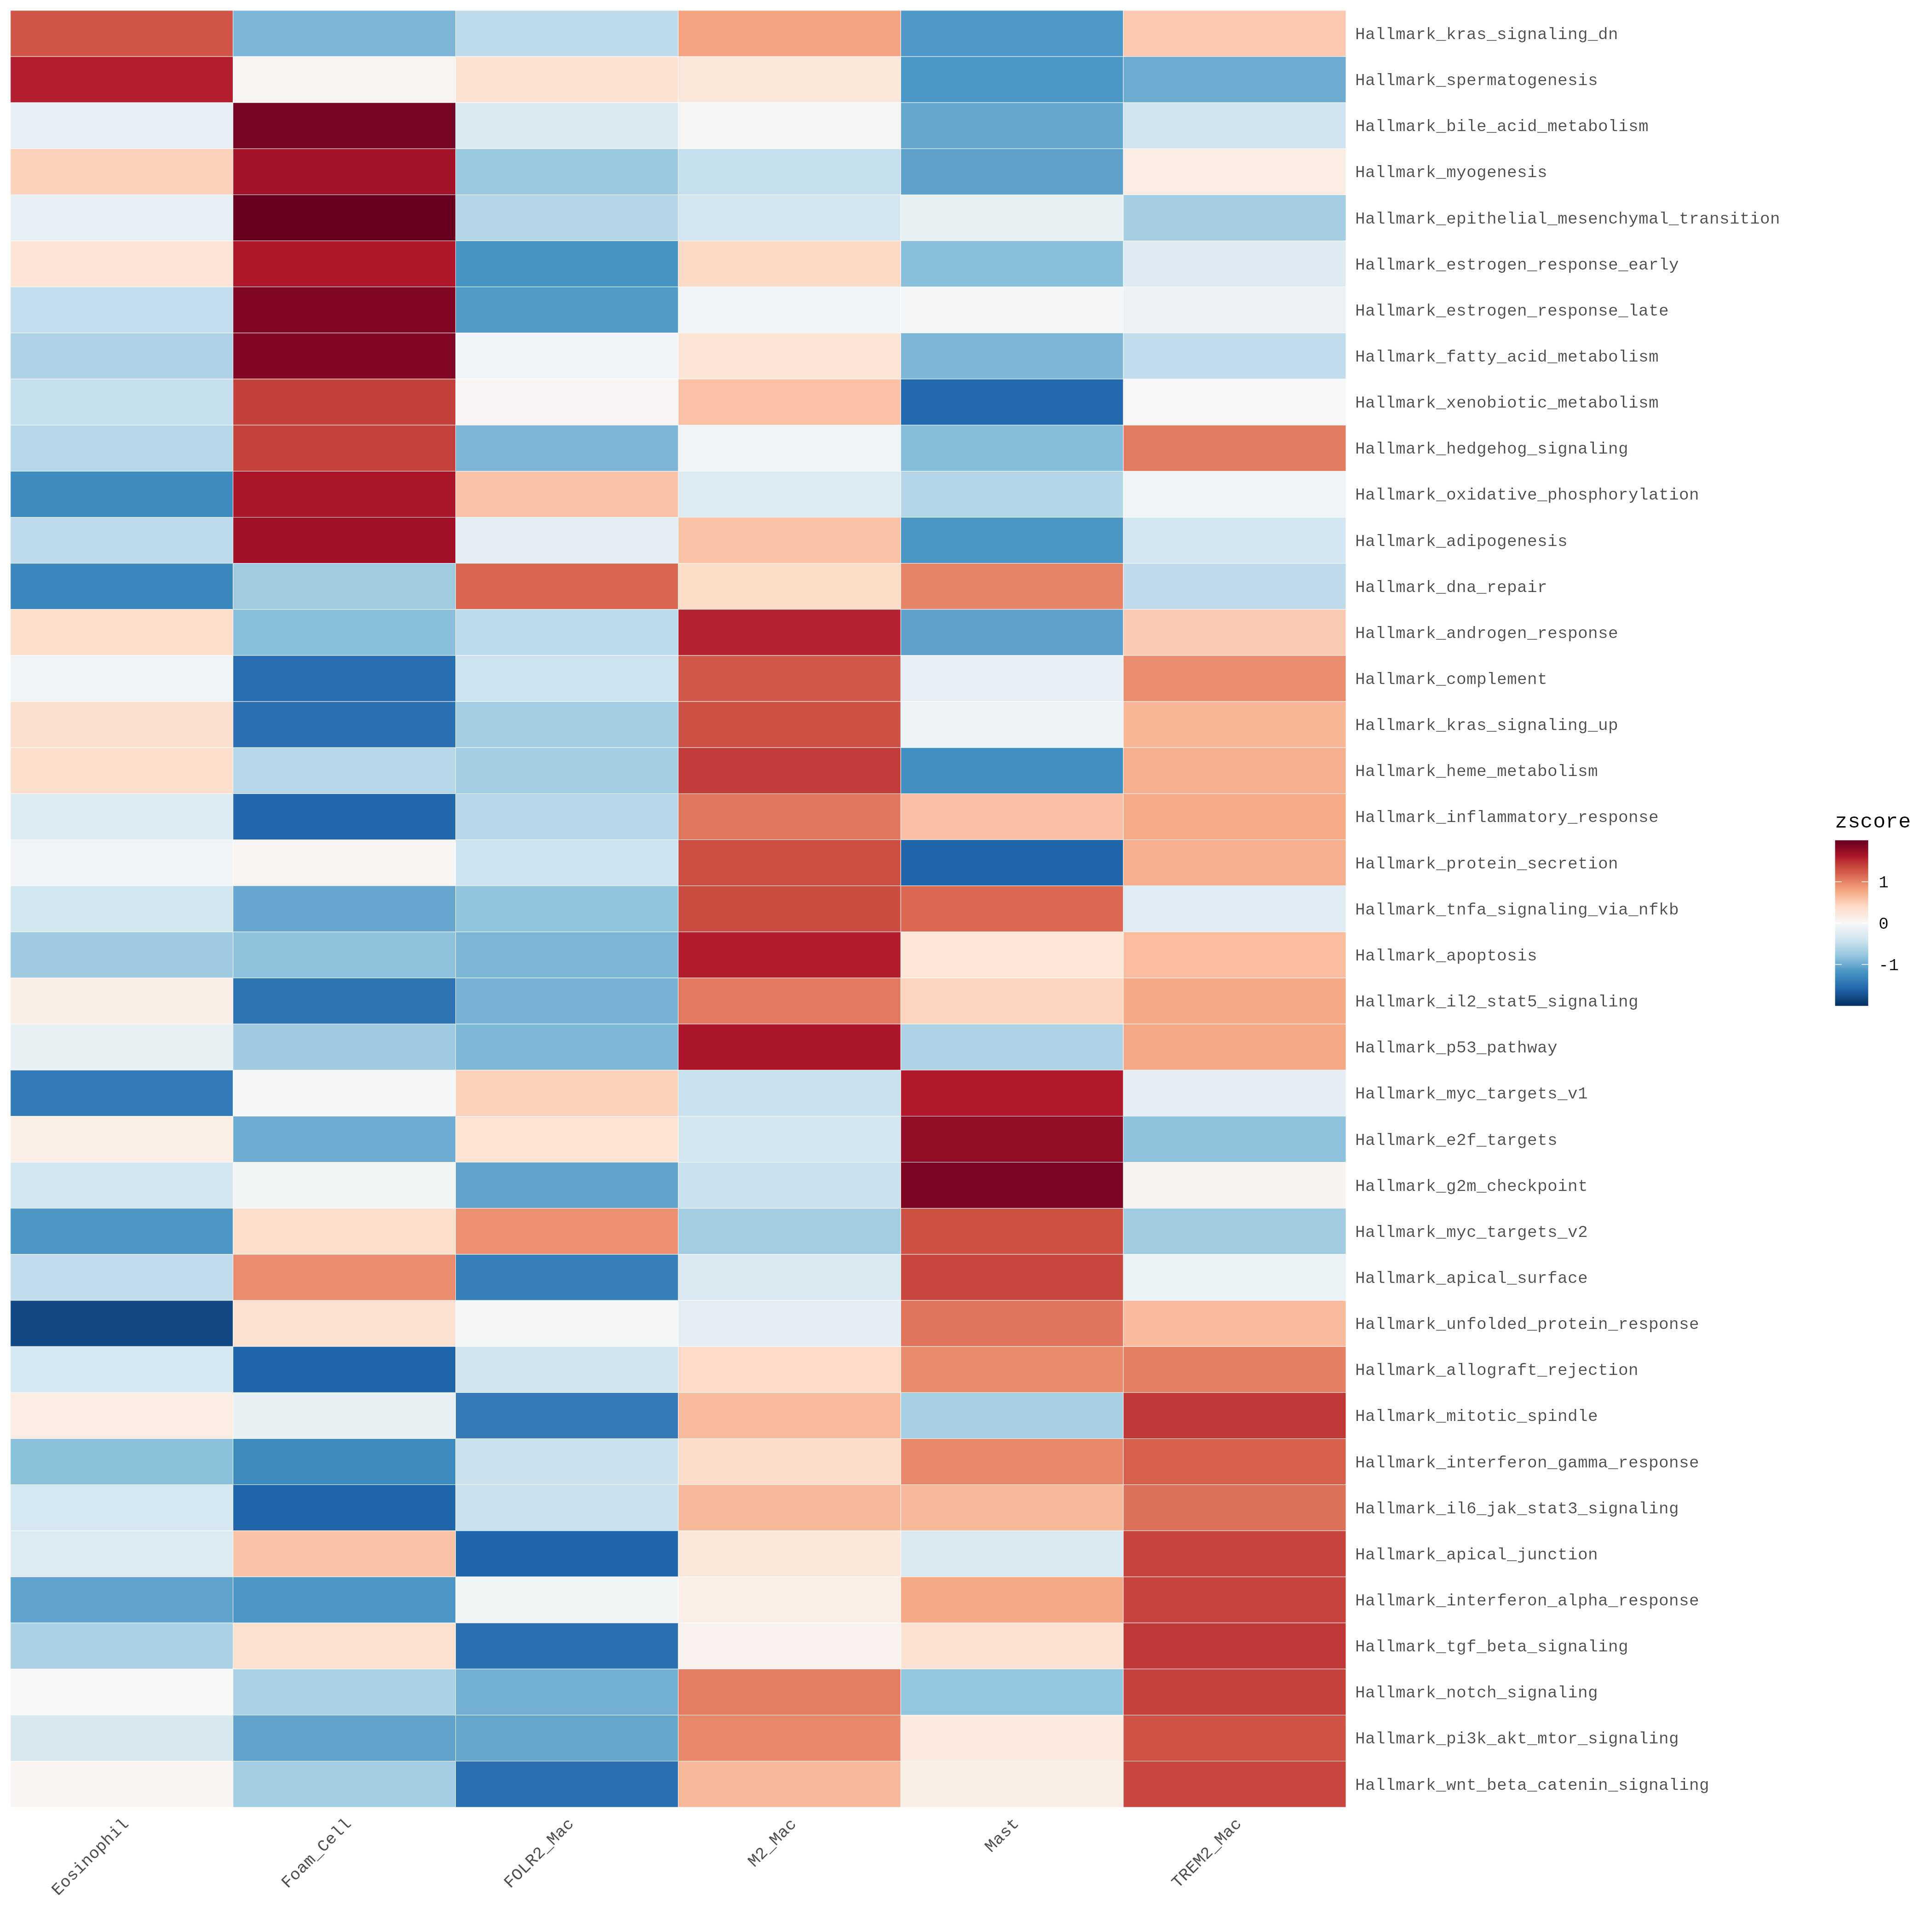 Hallmark_kras_signaling_dn
Hallmark_spermatogenesis
Hallmark_bile_acid_metabolism
Hallmark_myogenesis
Hallmark_epithelial_mesenchymal_transition
Hallmark_estrogen_response_early
Hallmark_estrogen_response_late
Hallmark_fatty_acid_metabolism
Hallmark_xenobiotic_metabolism
Hallmark_hedgehog_signaling
Hallmark_oxidative_phosphorylation
Hallmark_adipogenesis
Hallmark_dna_repair
Hallmark_androgen_response
Hallmark_complement
Hallmark_kras_signaling_up
Hallmark_heme_metabolism
Hallmark_inflammatory_response
Hallmark_protein_secretion
Hallmark_tnfa_signaling_via_nfkb
Hallmark_apoptosis
Hallmark_il2_stat5_signaling
Hallmark_p53_pathway
Hallmark_myc_targets_v1
Hallmark_e2f_targets
Hallmark_g2m_checkpoint
Hallmark_myc_targets_v2
Hallmark_apical_surface
Hallmark_unfolded_protein_response
Hallmark_allograft_rejection
Hallmark_mitotic_spindle
Hallmark_interferon_gamma_response
Hallmark_il6_jak_stat3_signaling
Hallmark_apical_junction
Hallmark_interferon_alpha_response
Hallmark_tgf_beta_signaling
Hallmark_notch_signaling
Hallmark_pi3k_akt_mtor_signaling
Hallmark_wnt_beta_catenin_signaling
zscore
1
0
-1
Eosinophil
Foam_Cell
FOLR2_Mac
M2_Mac
Mast
TREM2_Mac